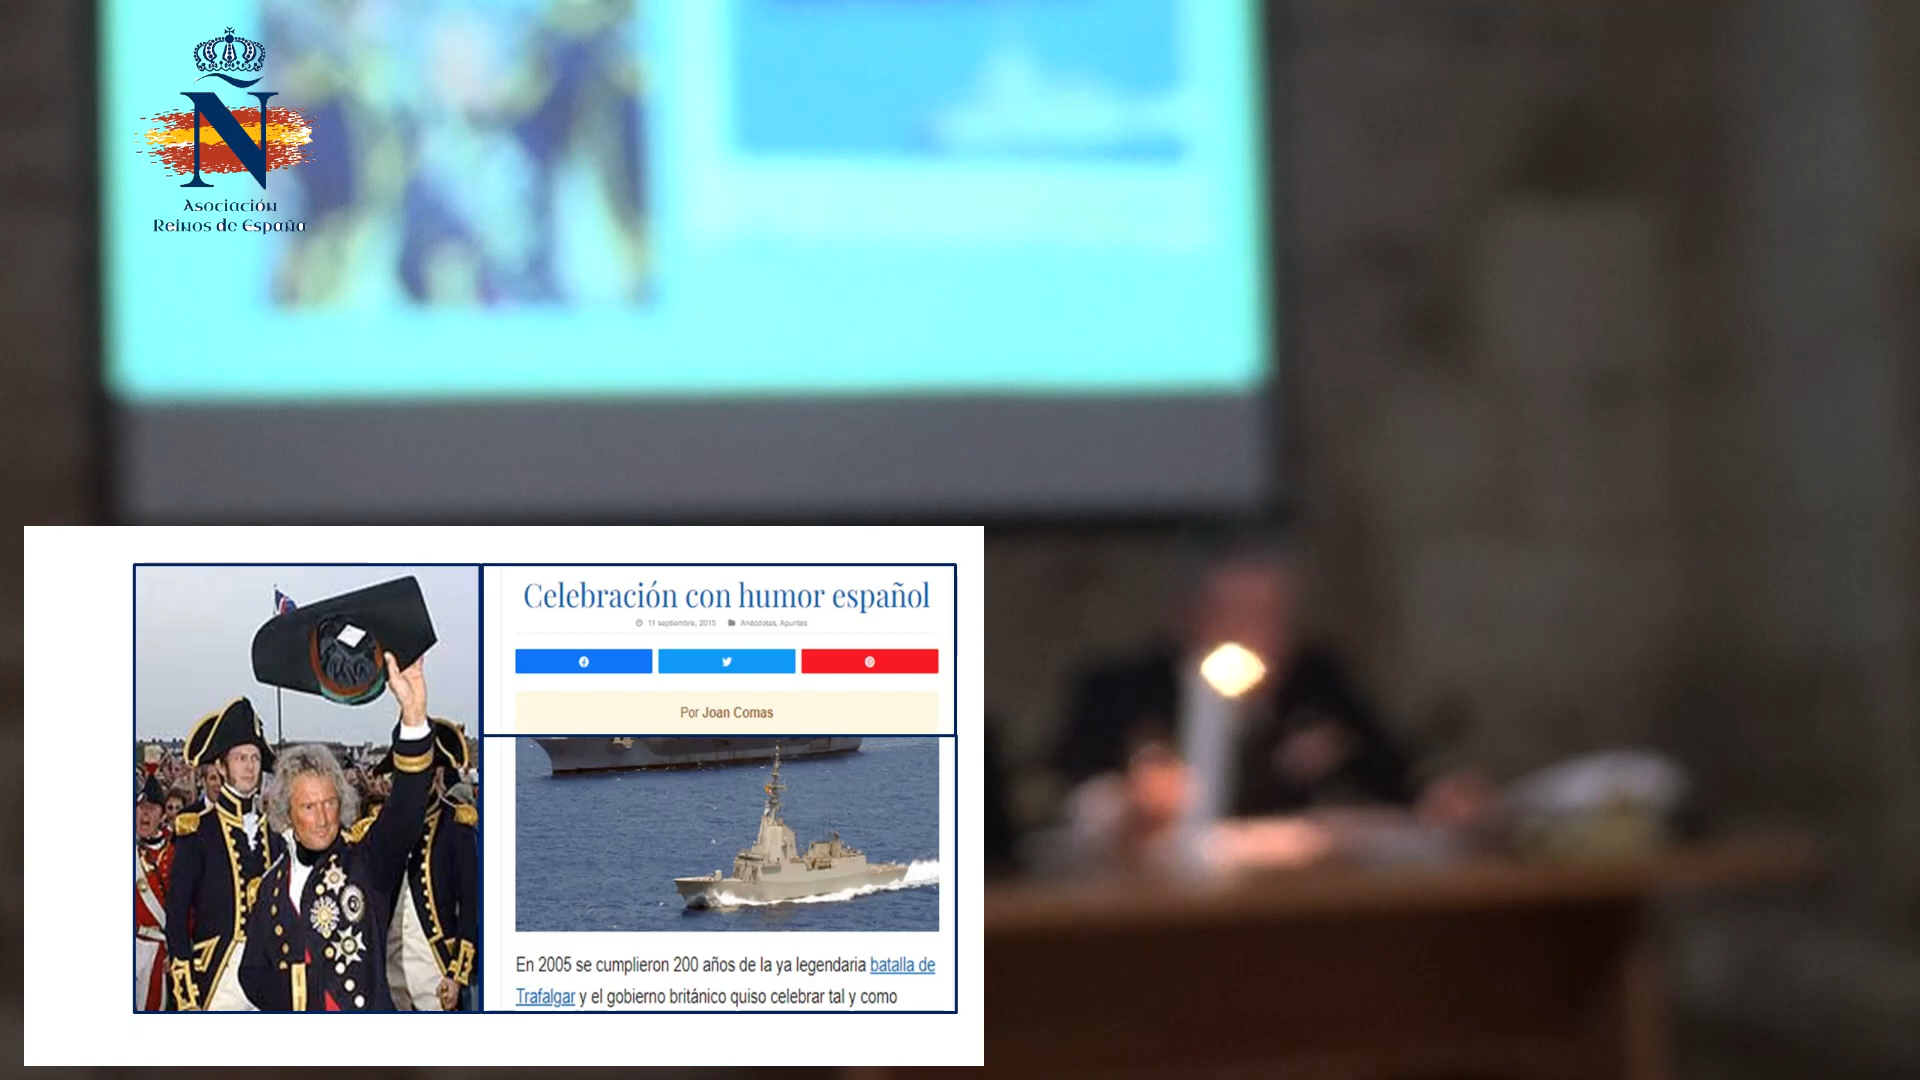 Ñ
Asociación
Reinos de España
Celebración con humor español
11 septiembre, 2015 Anécdotas, Apuntes
Por Joan Comas
En 2005 se cumplieron 200 años de la ya legendaria batalla de
Trafalgar y el gobierno británico quiso celebrar tal y como